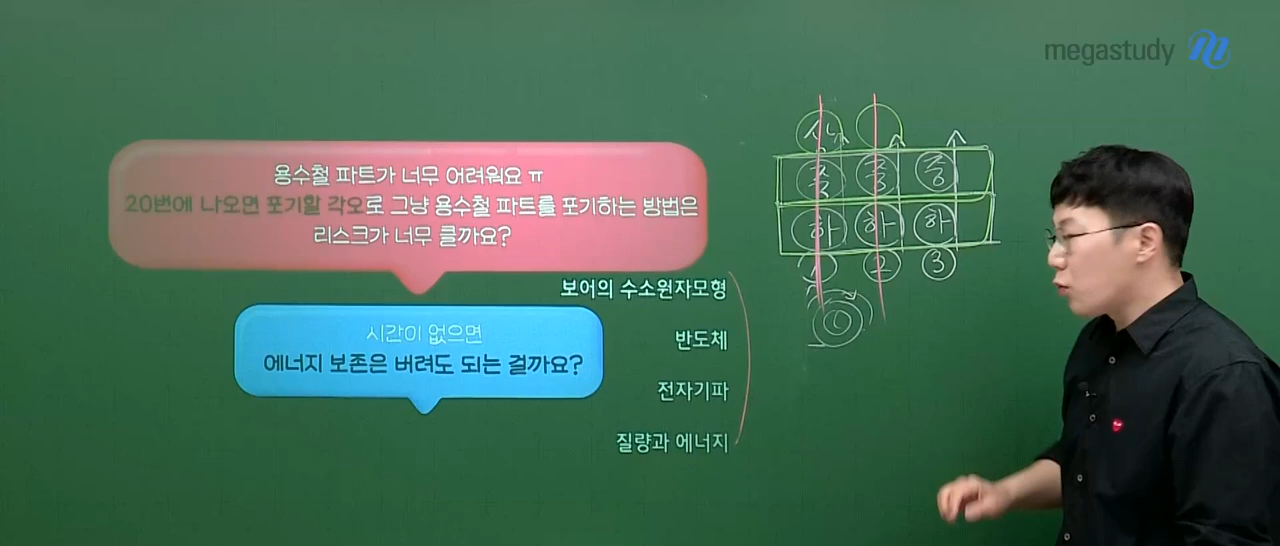 megastudy
용수철 파트가 너무 어려워요 ㅠ
20번에 나오면 포기할 각오로 그냥 용수철 파트를 포기하는 방법은
리스크가 너무 클까요?
시간이 없으면
에너지 보존은 버려도 되는 걸까요?
보어의 수소원자모형
반도체
전자기파
질량과 에너지
상
중 중 중
하 하 하
1 2 3